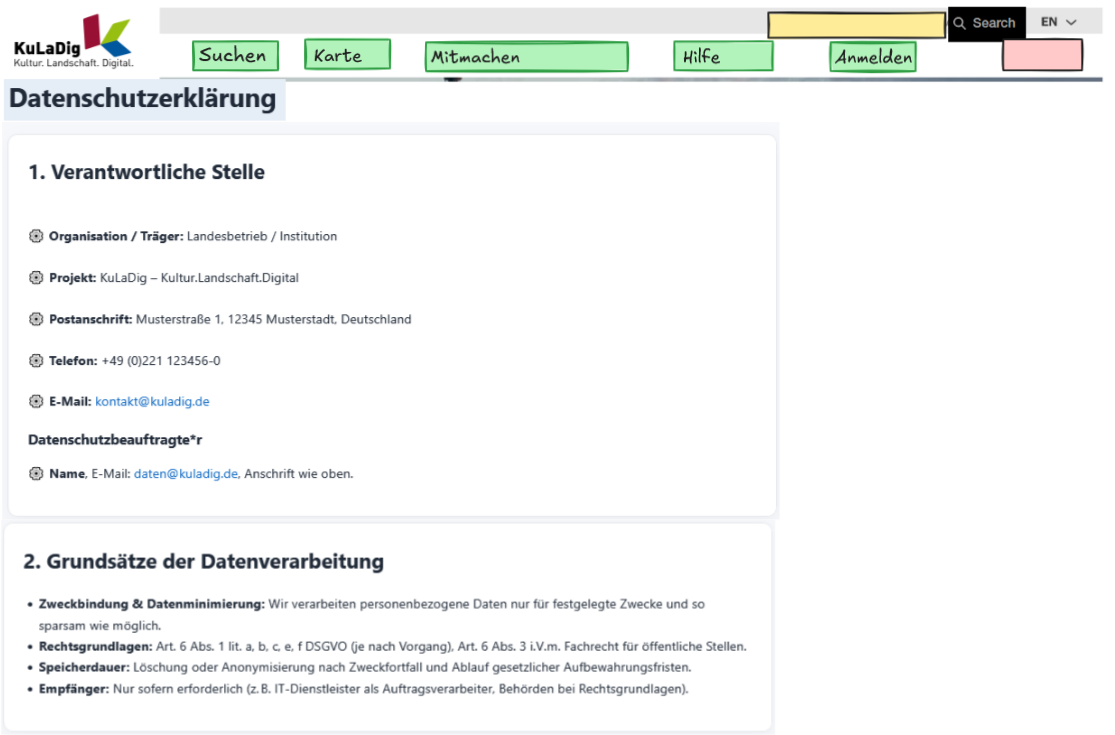 KuLaDig
Kultur. Landschaft. Digital.
Search
EN
Suchen
Karte
Mitmachen
Hilfe
Anmelden
Datenschutzerklärung
1. Verantwortliche Stelle
Organisation / Träger: Landesbetrieb / Institution
Projekt: KuLaDig – Kultur.Landschaft.Digital
Postanschrift: Musterstraße 1, 12345 Musterstadt, Deutschland
Telefon: +49 (0)221 123456-0
E-Mail: kontakt@kuladig.de
Datenschutzbeauftragte*r
Name, E-Mail: daten@kuladig.de, Anschrift wie oben.
2. Grundsätze der Datenverarbeitung
• Zweckbindung & Datenminimierung: Wir verarbeiten personenbezogene Daten nur für festgelegte Zwecke und so
sparsam wie möglich.
• Rechtsgrundlagen: Art. 6 Abs. 1 lit. a, b, c, e, f DSGVO (je nach Vorgang), Art. 6 Abs. 3 i.V.m. Fachrecht für öffentliche Stellen.
• Speicherdauer: Löschung oder Anonymisierung nach Zweckfortfall und Ablauf gesetzlicher Aufbewahrungsfristen.
• Empfänger: Nur sofern erforderlich (z. B. IT-Dienstleister als Auftragsverarbeiter, Behörden bei Rechtsgrundlagen).